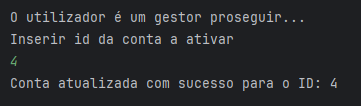 O utilizador é um gestor proseguir...
Inserir id da conta a ativar
4
Conta atualizada com sucesso para o ID: 4